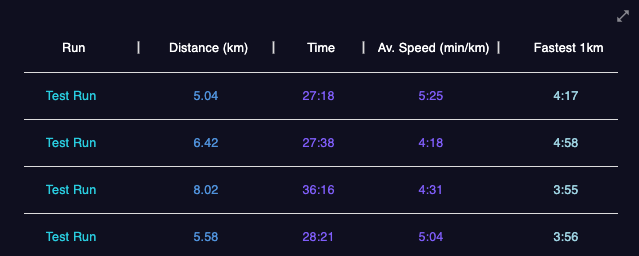 Run | Distance (km) | Time | Av. Speed (min/km) | Fastest 1km
Test Run 5.04 27:18 5:25 4:17
Test Run 6.42 27:38 4:18 4:58
Test Run 8.02 36:16 4:31 3:55
Test Run 5.58 28:21 5:04 3:56